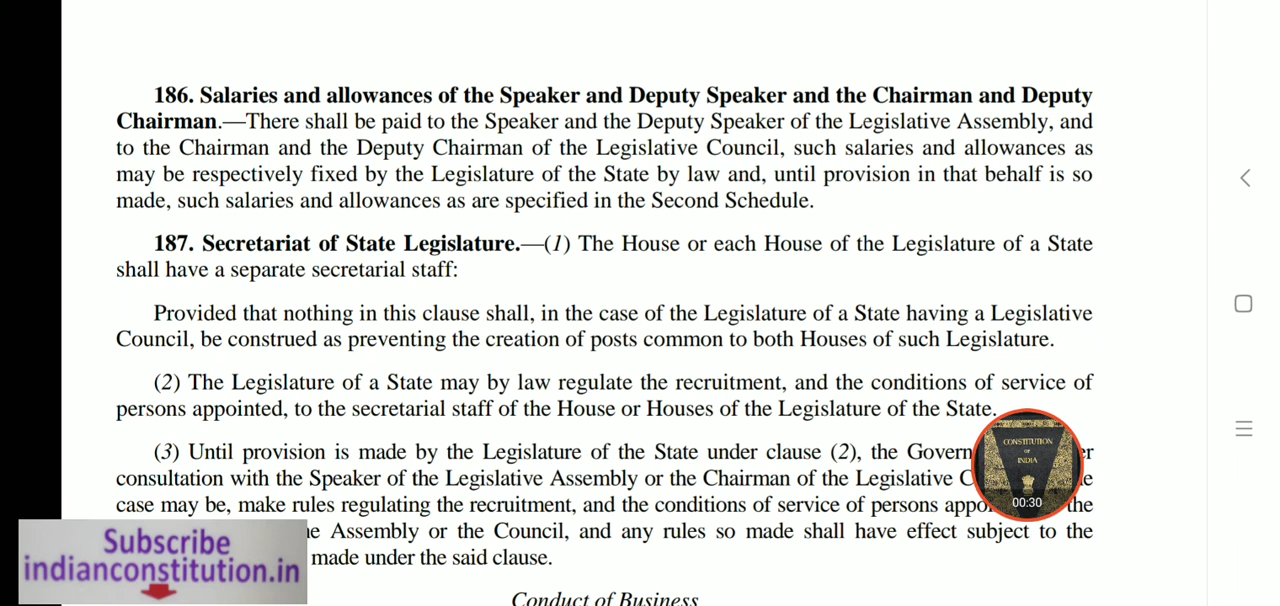 186. Salaries and allowances of the Speaker and Deputy Speaker and the Chairman and Deputy
Chairman.—There shall be paid to the Speaker and the Deputy Speaker of the Legislative Assembly, and
to the Chairman and the Deputy Chairman of the Legislative Council, such salaries and allowances as
may be respectively fixed by the Legislature of the State by law and, until provision in that behalf is so
made, such salaries and allowances as are specified in the Second Schedule.
187. Secretariat of State Legislature.—(1) The House or each House of the Legislature of a State
shall have a separate secretarial staff:
Provided that nothing in this clause shall, in the case of the Legislature of a State having a Legislative
Council, be construed as preventing the creation of posts common to both Houses of such Legislature.
(2) The Legislature of a State may by law regulate the recruitment, and the conditions of service of
persons appointed, to the secretarial staff of the House or Houses of the Legislature of the State.
(3) Until provision is made by the Legislature of the State under clause (2), the
consultation with the Speaker of the Legislative Assembly or the Chairman of the Legislative
case may be, make rules regulating the recruitment, and the conditions of service of persons the
Assembly or the Council, and any rules so made shall have effect subject to the
made under the said clause.
Conduct of Business
CONSTITUTION
OF
INDIA
00:30
Subscribe
indianconstitution.in